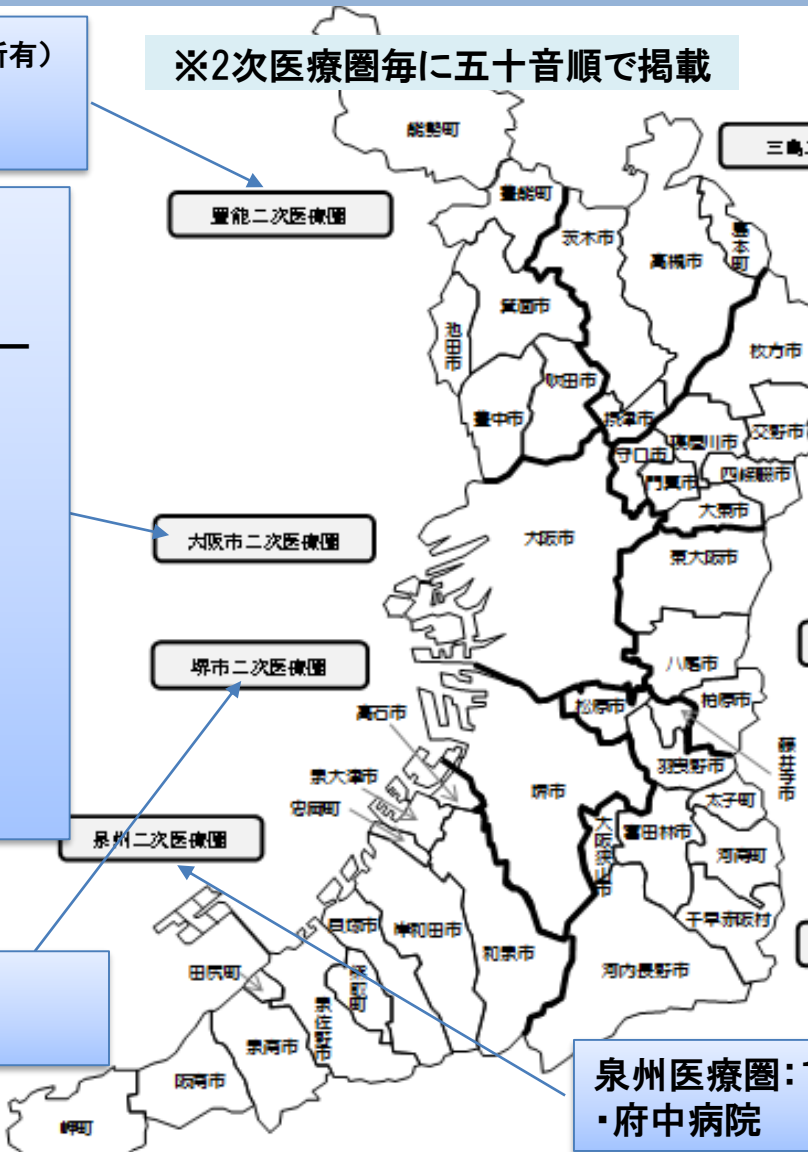 所有）
※2次医療圏毎に五十音順で掲載
能勢町
三島
豊能町
豊能二次医療圏
茨木市
島本町
高槻市
箕面市
池田市
枚方市
吹田市
豊中市
摂津市
寝屋川市
交野市
守口市
門真市
四條畷市
大東市
ー
大阪市二次医療圏
大阪市
東大阪市
堺市二次医療圏
八尾市
高石市
松原市
柏原市
藤井寺市
羽曳野市
泉大津市
堺市
太子町
忠岡町
大阪狭山市
富田林市
泉州二次医療圏
河南町
千早赤阪村
貝塚市
岸和田市
和泉市
河内長野市
田尻町
熊取町
泉佐野市
泉南市
阪南市
岬町
泉州医療圏：
・府中病院